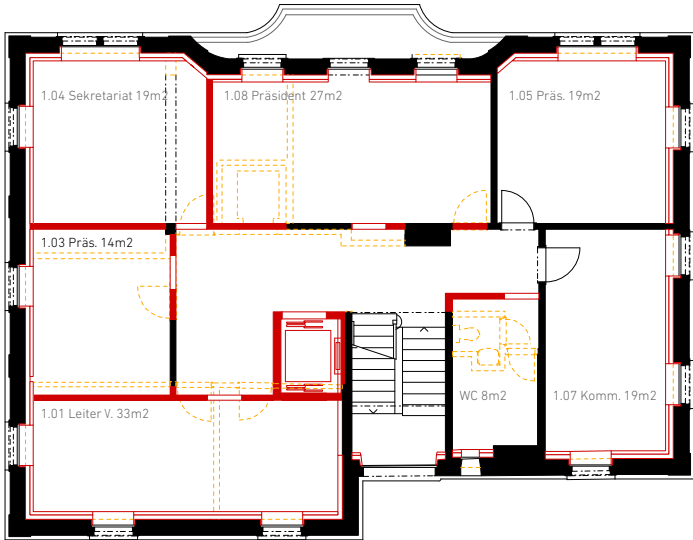 1.04 Sekretariat 19m2
1.08 Präsident 27m2
1.05 Präs. 19m2
1.03 Präs. 14m2
WC 8m2
1.07 Komm. 19m2
1.01 Leiter V. 33m2